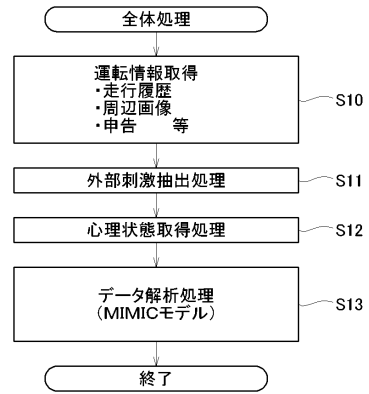 全体処理
運転情報取得
・走行履歴
・周辺画像
・申告　等
S10
外部刺激抽出処理
S11
心理状態取得処理
S12
データ解析処理
（MIMICモデル）
S13
終了